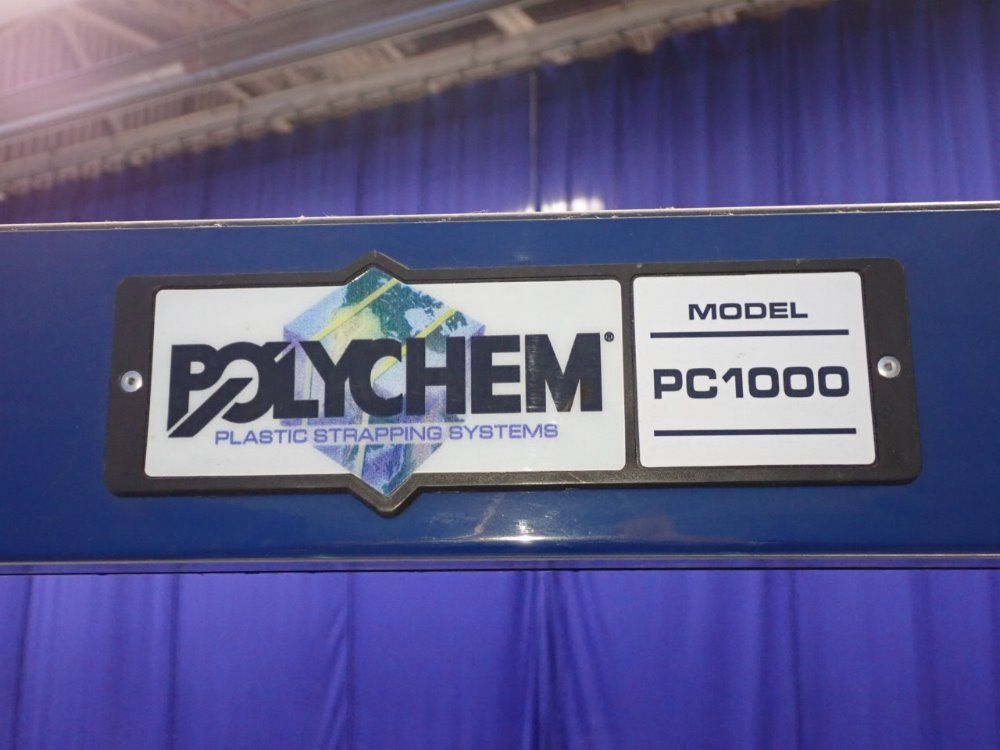 POLYCHEM®
PLASTIC STRAPPING SYSTEMS
MODEL
PC1000